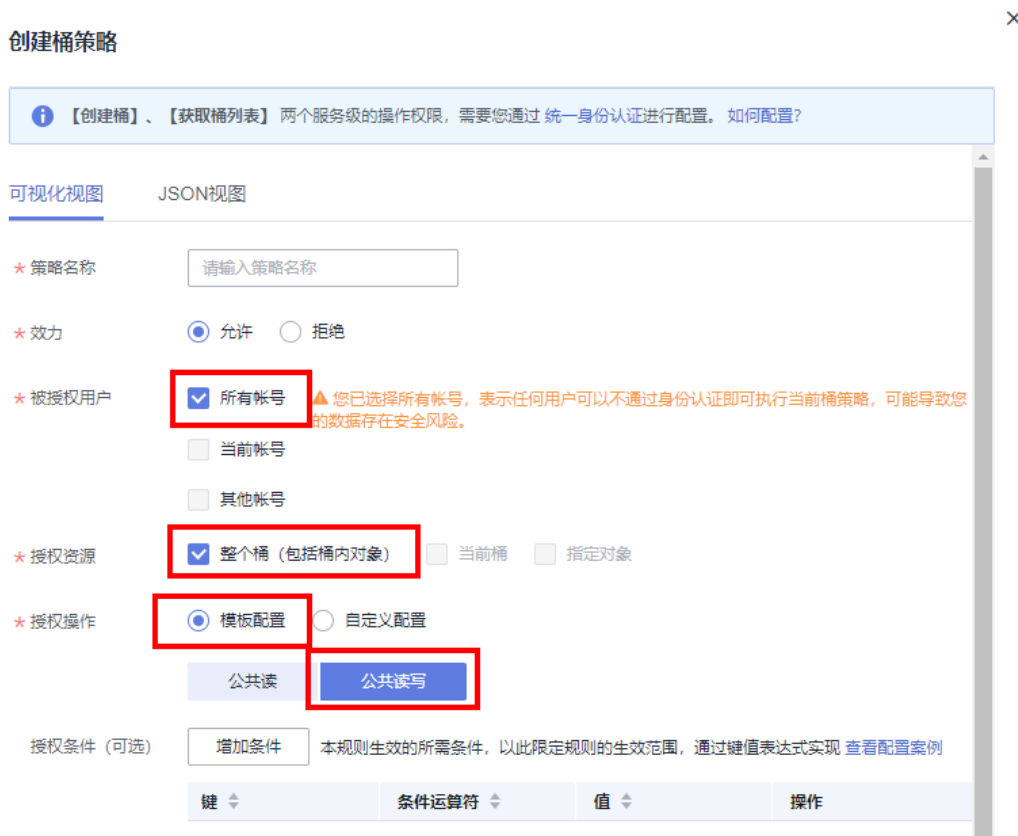 创建桶策略
【创建桶】、【获取桶列表】 两个服务级的操作权限，需要您通过 统一身份认证进行配置。 如何配置?
可视化视图 JSON视图
* 策略名称 请输入策略名称
* 效力 允许 拒绝
* 被授权用户 所有帐号 您已选择所有帐号，表示任何用户可以不通过身份认证即可执行当前桶策略，可能导致您
的数据存在安全风险。
当前帐号
其他帐号
* 授权资源 整个桶（包括桶内对象） 当前桶 指定对象
* 授权操作 模板配置 自定义配置
公共读 公共读写
授权条件（可选） 增加条件 本规则生效的所需条件，以此限定规则的生效范围，通过键值表达式实现 查看配置案例
键 条件运算符 值 操作